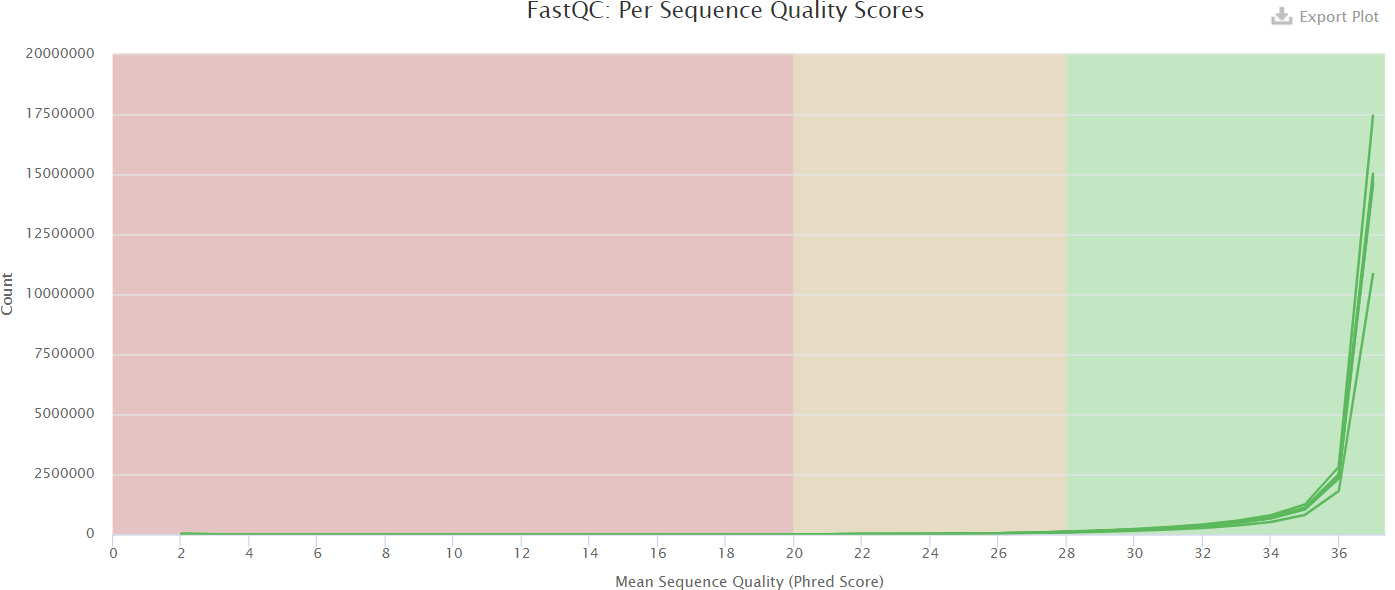 FastQC: Per Sequence Quality Scores
Export Plot
20000000
17500000
15000000
12500000
10000000
7500000
5000000
2500000
0
Count
0 2 4 6 8 10 12 14 16 18 20 22 24 26 28 30 32 34 36
Mean Sequence Quality (Phred Score)